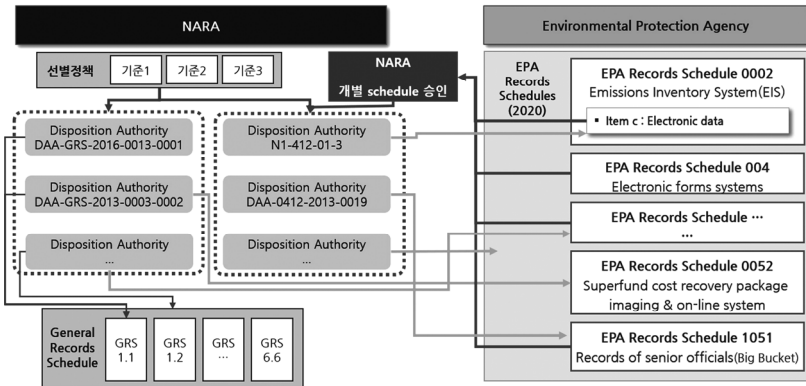 NARA
Environmental Protection Agency
선별정책
기준1
기준2
기준3
NARA
개별 schedule 승인
EPA
Records
Schedules
(2020)
EPA Records Schedule 0002
Emissions Inventory System(EIS)
▪ Item c : Electronic data
Disposition Authority
DAA-GRS-2016-0013-0001
Disposition Authority
N1-412-01-3
EPA Records Schedule 004
Electronic forms systems
Disposition Authority
DAA-GRS-2013-0003-0002
Disposition Authority
DAA-0412-2013-0019
EPA Records Schedule ⋯
⋯
Disposition Authority
...
Disposition Authority
...
EPA Records Schedule 0052
Superfund cost recovery package
imaging & on-line system
General
Records
Schedule
GRS
1.1
GRS
1.2
GRS
⋯
GRS
6.6
EPA Records Schedule 1051
Records of senior officials(Big Bucket)